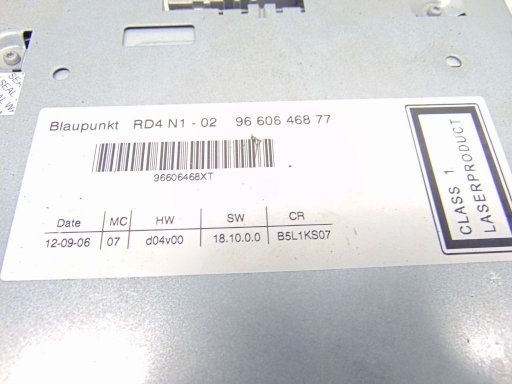 Blaupunkt RD4 N1 - 02 96 606 468 77
96606468XT
Date MC HW SW CR
12-09-06 07 d04v00 18.10.0.0 B5L1KS07
CLASS 1
LASERPRODUCT
SEAL